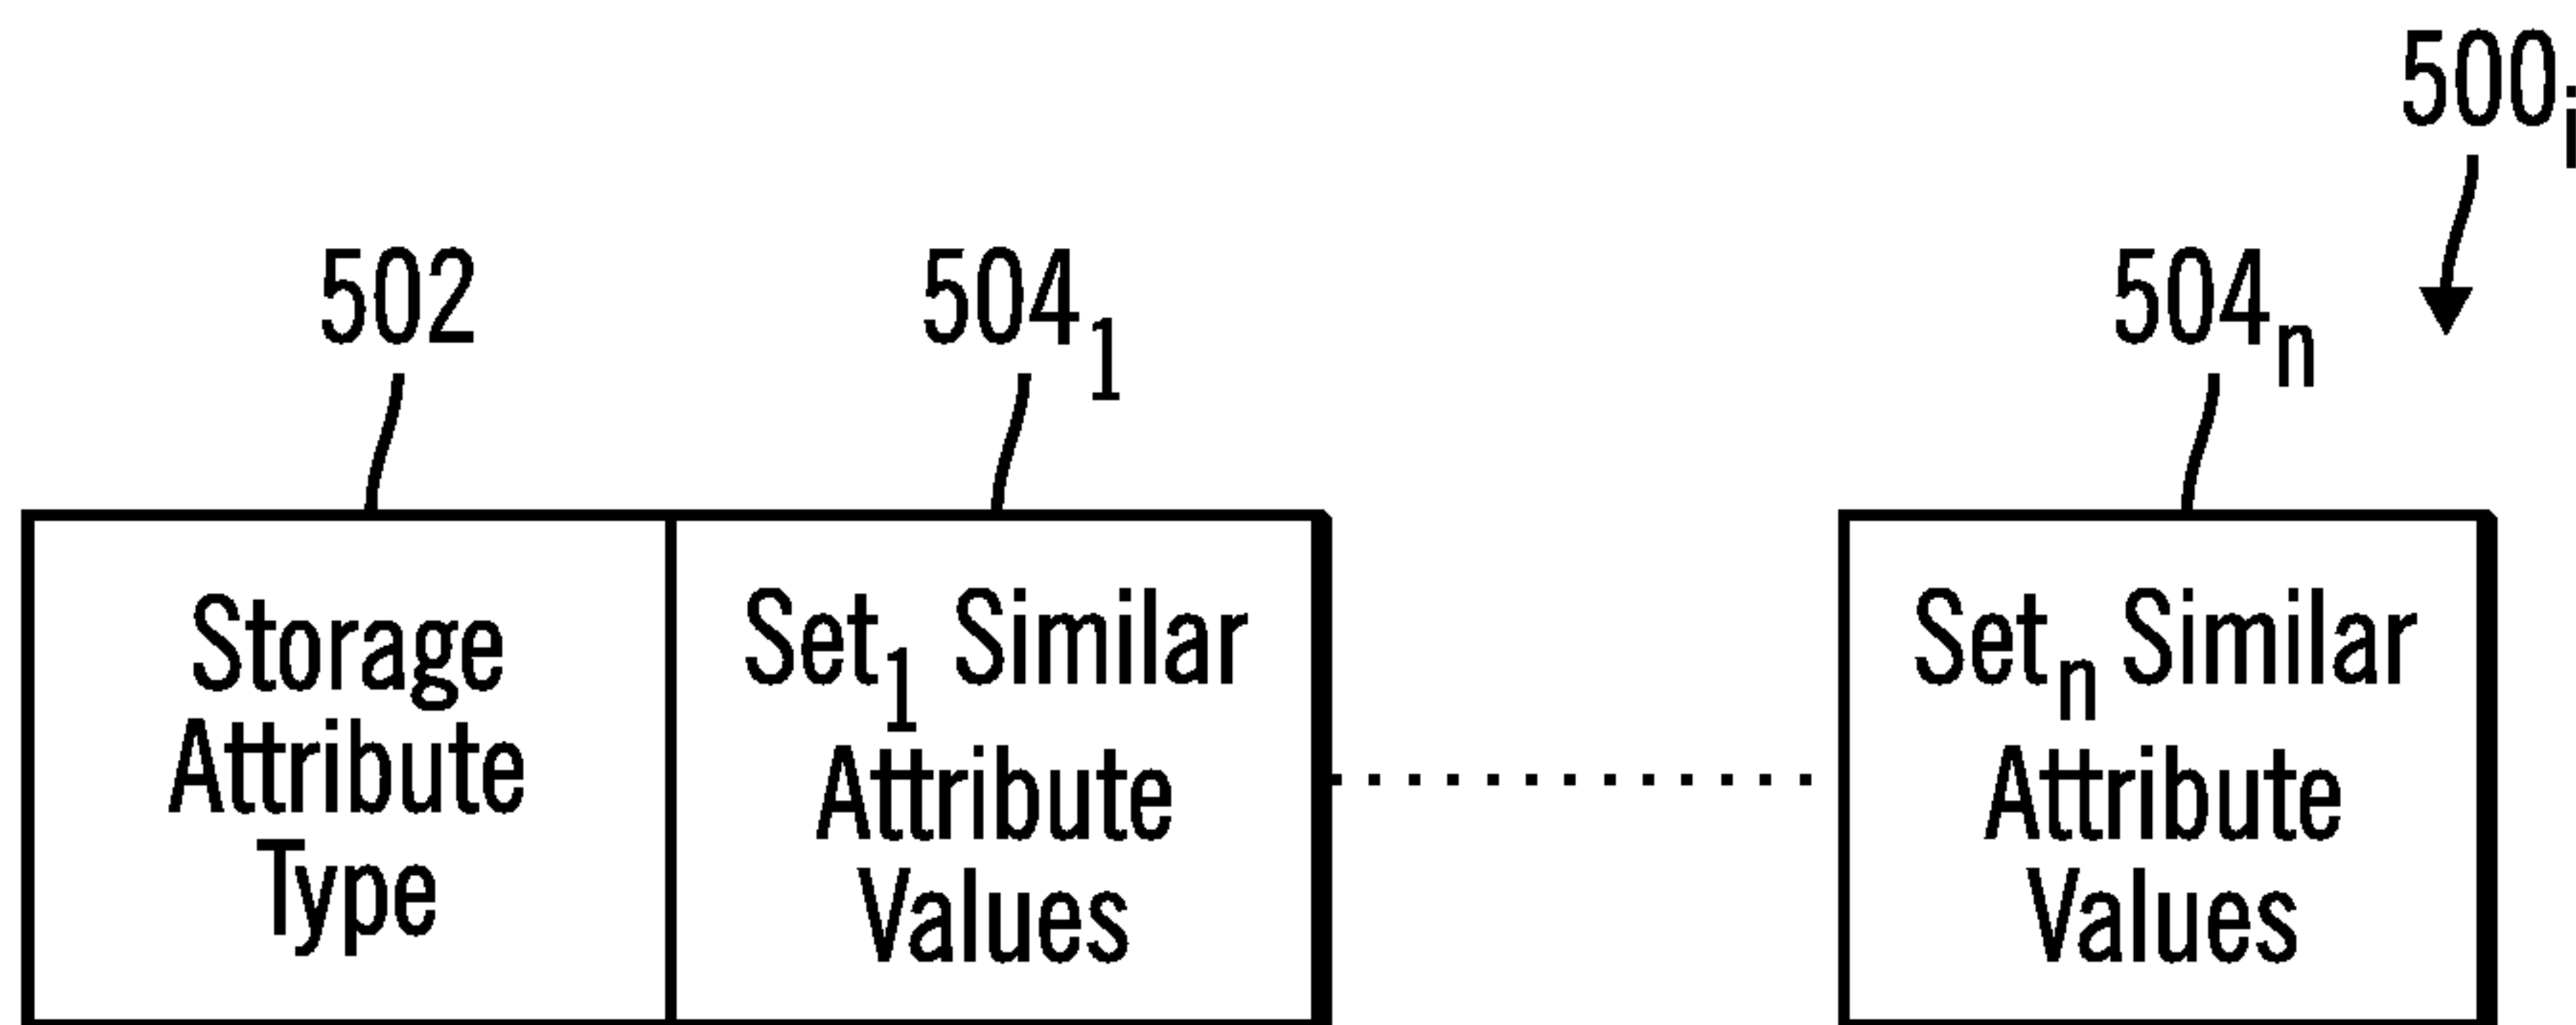 500i
502
5041
504n
Storage
Attribute
Type
Set1 Similar
Attribute
Values
Setn Similar
Attribute
Values